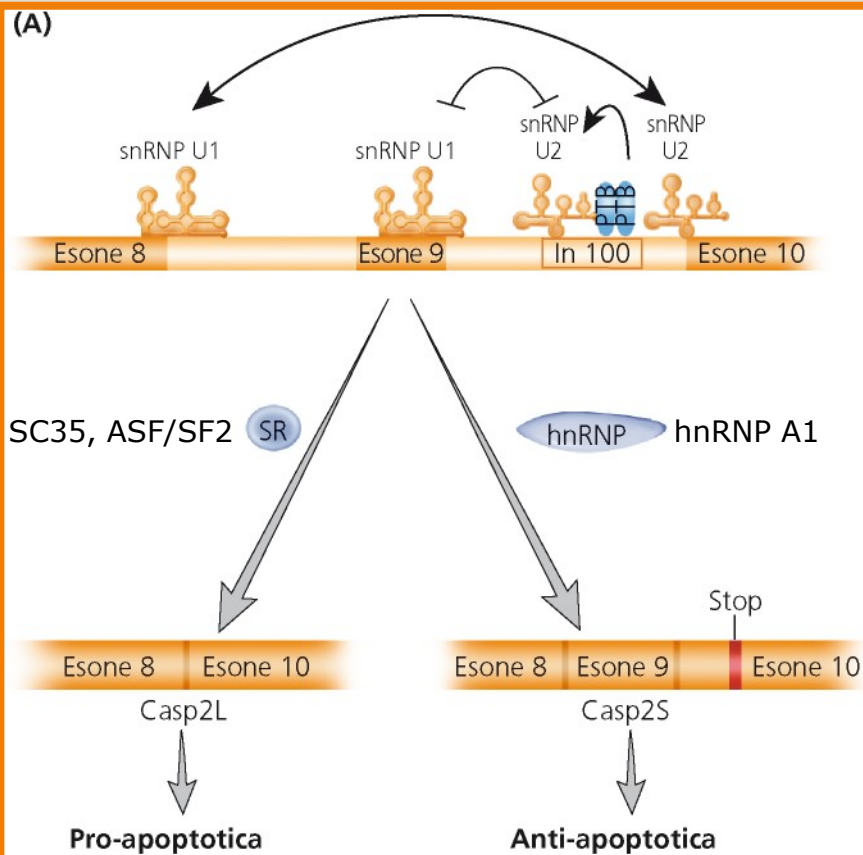 (A)
snRNP U1
snRNP U1
snRNP
U2
snRNP
U2
PTB
PTB
Esone 8
Esone 9
In 100
Esone 10
SC35, ASF/SF2
SR
hnRNP
hnRNP A1
Stop
Esone 8
Esone 10
Esone 8
Esone 9
Esone 10
Casp2L
Casp2S
Pro-apoptotica
Anti-apoptotica